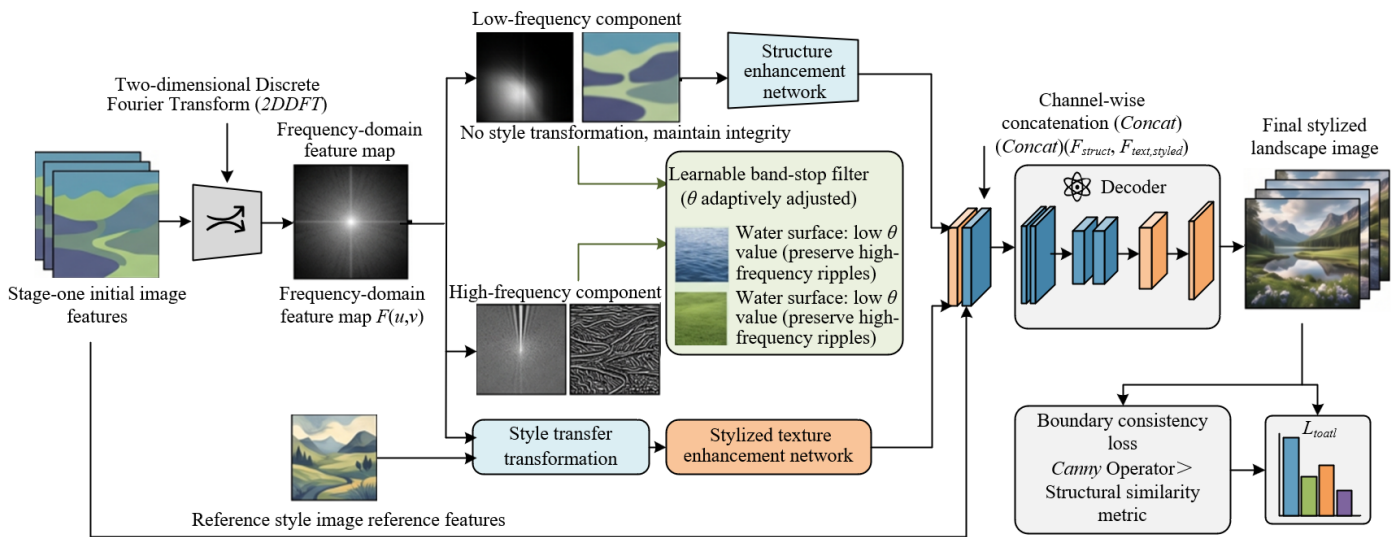 Low-frequency component
Structure
enhancement
network
Two-dimensional Discrete
Fourier Transform (2DDFT)
Frequency-domain
feature map
No style transformation, maintain integrity
Channel-wise
concatenation (Concat)
(Concat)(Fstruct, Ftext,styled)
Final stylized
landscape image
Learnable band-stop filter
(θ adaptively adjusted)
Decoder
Water surface: low θ
value (preserve high-
frequency ripples)
Stage-one initial image
features
Frequency-domain
feature map F(u,v)
High-frequency component
Water surface: low θ
value (preserve high-
frequency ripples)
Style transfer
transformation
Stylized texture
enhancement network
Boundary consistency
loss
Canny Operator>
Structural similarity
metric
Ltoatl
Reference style image reference features